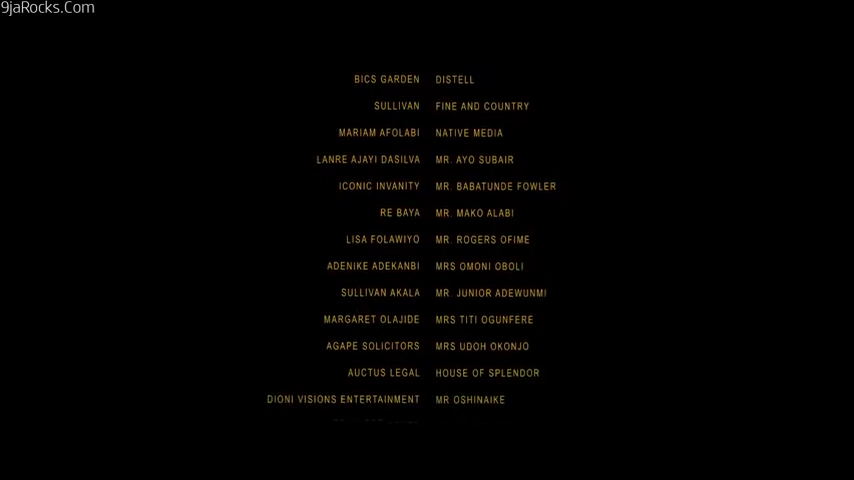 9jaRocks.Com
BICS GARDEN DISTELL
SULLIVAN FINE AND COUNTRY
MARIAM AFOLABI NATIVE MEDIA
LANRE AJAYI DASILVA MR. AYO SUBAIR
ICONIC INVANITY MR. BABATUNDE FOWLER
RE BAYA MR. MAKO ALABI
LISA FOLAWIYO MR. ROGERS OFIME
ADENIKE ADEKANBI MRS OMONI OBOLI
SULLIVAN AKALA MR. JUNIOR ADEWUNMI
MARGARET OLAJIDE MRS TITI OGUNFERE
AGAPE SOLICITORS MRS UDOH OKONJO
AUCTUS LEGAL HOUSE OF SPLENDOR
DIONI VISIONS ENTERTAINMENT MR OSHINAIKE